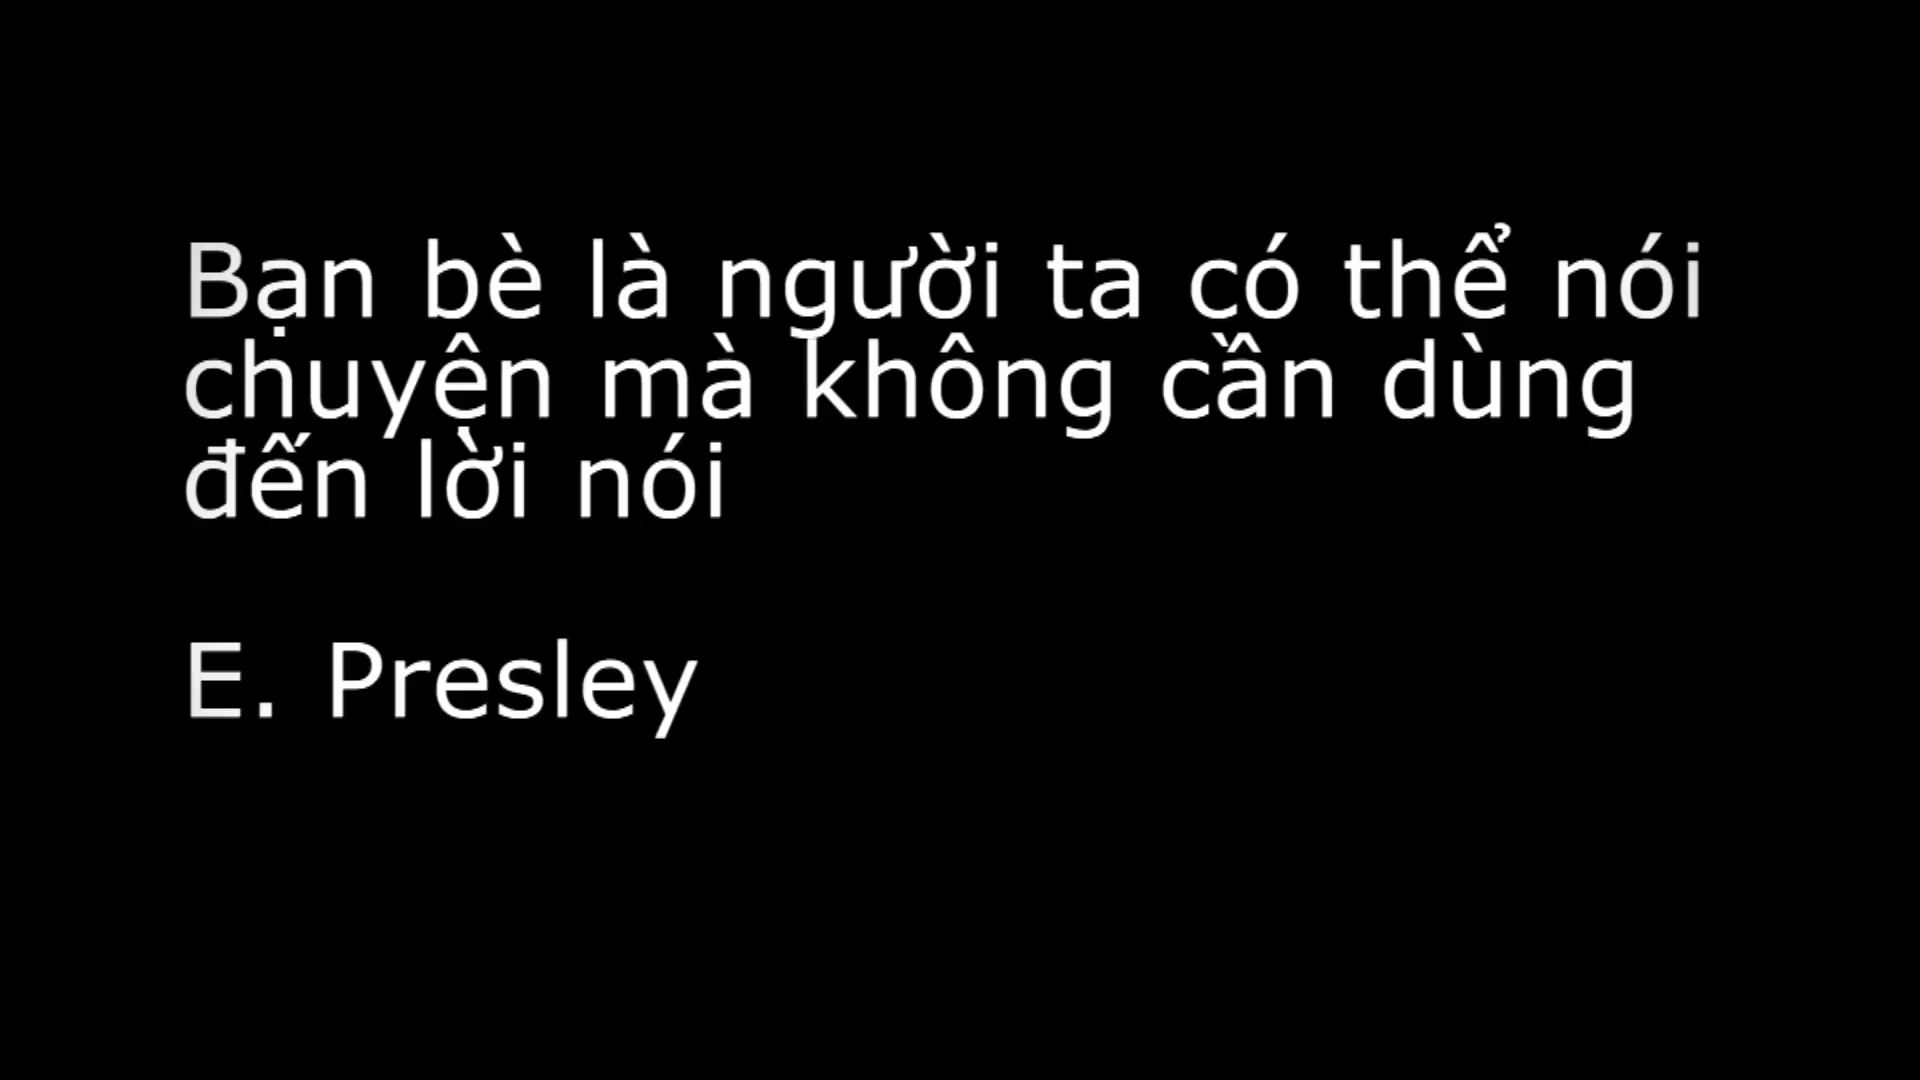 Bạn bè là người ta có thể nói
chuyện mà không cần dùng
đến lời nói
E. Presley